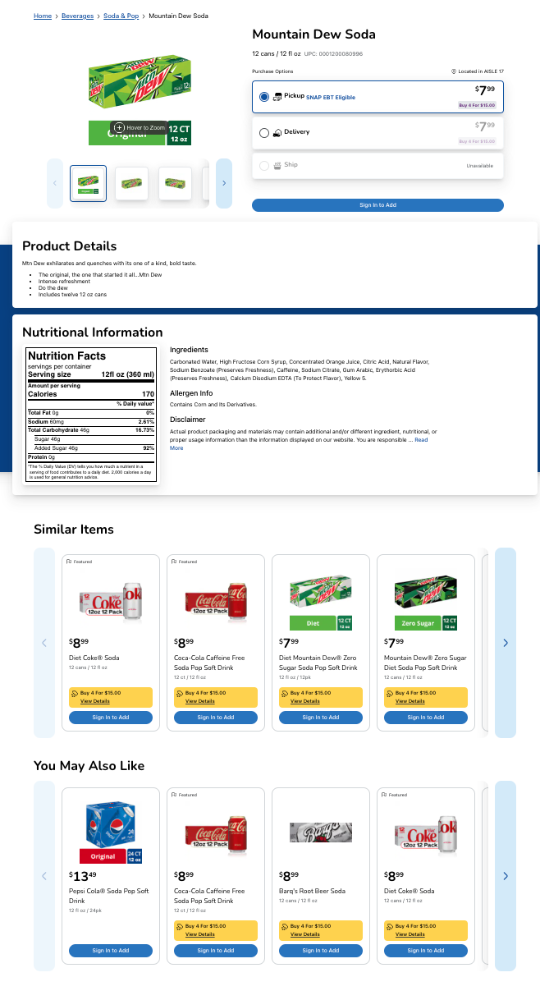 Home > Beverages > Soda & Pop > Mountain Dew Soda
Mountain Dew Soda
12 cans / 12 fl oz UPC: 0001200080996
Purchase Options
Located in AISLE 17
Pickup SNAP EBT Eligible
$7.99
Buy 4 For $15.00
Delivery
$7.99
Buy 4 For $15.00
Ship
Unavailable
Sign In to Add
mtn dew
Hover to Zoom
Original
12 CT
12 oz
Product Details
Mtn Dew exhilarates and quenches with its one of a kind, bold taste.
• The original, the one that started it all...Mtn Dew
• Intense refreshment
• Do the dew
• Includes twelve 12 oz cans
Nutritional Information
Nutrition Facts
servings per container
Serving size 12fl oz (360 ml)
Amount per serving
Calories 170
% Daily value*
Total Fat 0g 0%
Sodium 60mg 2.61%
Total Carbohydrate 46g 16.73%
Sugar 46g
Added Sugar 46g 92%
Protein 0g
*The % Daily Value (DV) tells you how much a nutrient in a
serving of food contributes to a daily diet. 2,000 calories a day
is used for general nutrition advice.
Ingredients
Carbonated Water, High Fructose Corn Syrup, Concentrated Orange Juice, Citric Acid, Natural Flavor,
Sodium Benzoate (Preserves Freshness), Caffeine, Sodium Citrate, Gum Arabic, Erythorbic Acid
(Preserves Freshness), Calcium Disodium EDTA (To Protect Flavor), Yellow 5.
Allergen Info
Contains Corn and Its Derivatives.
Disclaimer
Actual product packaging and materials may contain additional and/or different ingredient, nutritional, or
proper usage information than the information displayed on our website. You are responsible ... Read
More
Similar Items
Featured
Coke
12oz 12 Pack
$8.99
Diet Coke® Soda
12 cans / 12 fl oz
Buy 4 For $15.00
View Details
Sign In to Add
Featured
Coca-Cola
12oz 12 Pack
$8.99
Coca-Cola Caffeine Free
Soda Pop Soft Drink
12 ct / 12 fl oz
Buy 4 For $15.00
View Details
Sign In to Add
Diet
12 CT
12 oz
$7.99
Diet Mountain Dew® Zero
Sugar Soda Pop Soft Drink
12 fl oz / 12pk
Buy 4 For $15.00
View Details
Sign In to Add
Zero Sugar
12 CT
12 oz
$7.99
Mountain Dew® Zero Sugar
Diet Soda Pop Soft Drink
12 cans / 12 fl oz
Buy 4 For $15.00
View Details
Sign In to Add
You May Also Like
pepsi
Original
24 CT
12 oz
$13.49
Pepsi Cola® Soda Pop Soft
Drink
12 fl oz / 24pk
Sign In to Add
Featured
Coca-Cola
12oz 12 Pack
$8.99
Coca-Cola Caffeine Free
Soda Pop Soft Drink
12 ct / 12 fl oz
Buy 4 For $15.00
View Details
Sign In to Add
Barq's
$8.99
Barq's Root Beer Soda
12 cans / 12 fl oz
Buy 4 For $15.00
View Details
Sign In to Add
Featured
Coke
12oz 12 Pack
$8.99
Diet Coke® Soda
12 cans / 12 fl oz
Buy 4 For $15.00
View Details
Sign In to Add